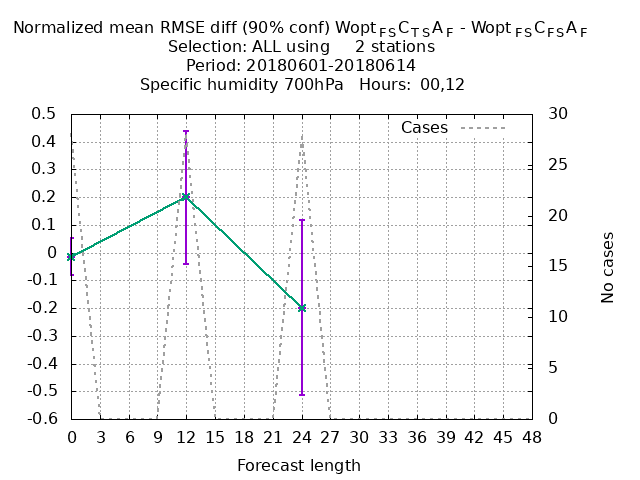 Normalized mean RMSE diff (90% conf) Wopt FS C TS A F - Wopt FS C FS A F
Selection: ALL using 2 stations
Period: 20180601-20180614
Specific humidity 700hPa Hours: 00,12
Cases
0.5
0.4
0.3
0.2
0.1
0
-0.1
-0.2
-0.3
-0.4
-0.5
-0.6
30
25
20
15
10
5
0
No cases
0 3 6 9 12 15 18 21 24 27 30 33 36 39 42 45 48
Forecast length